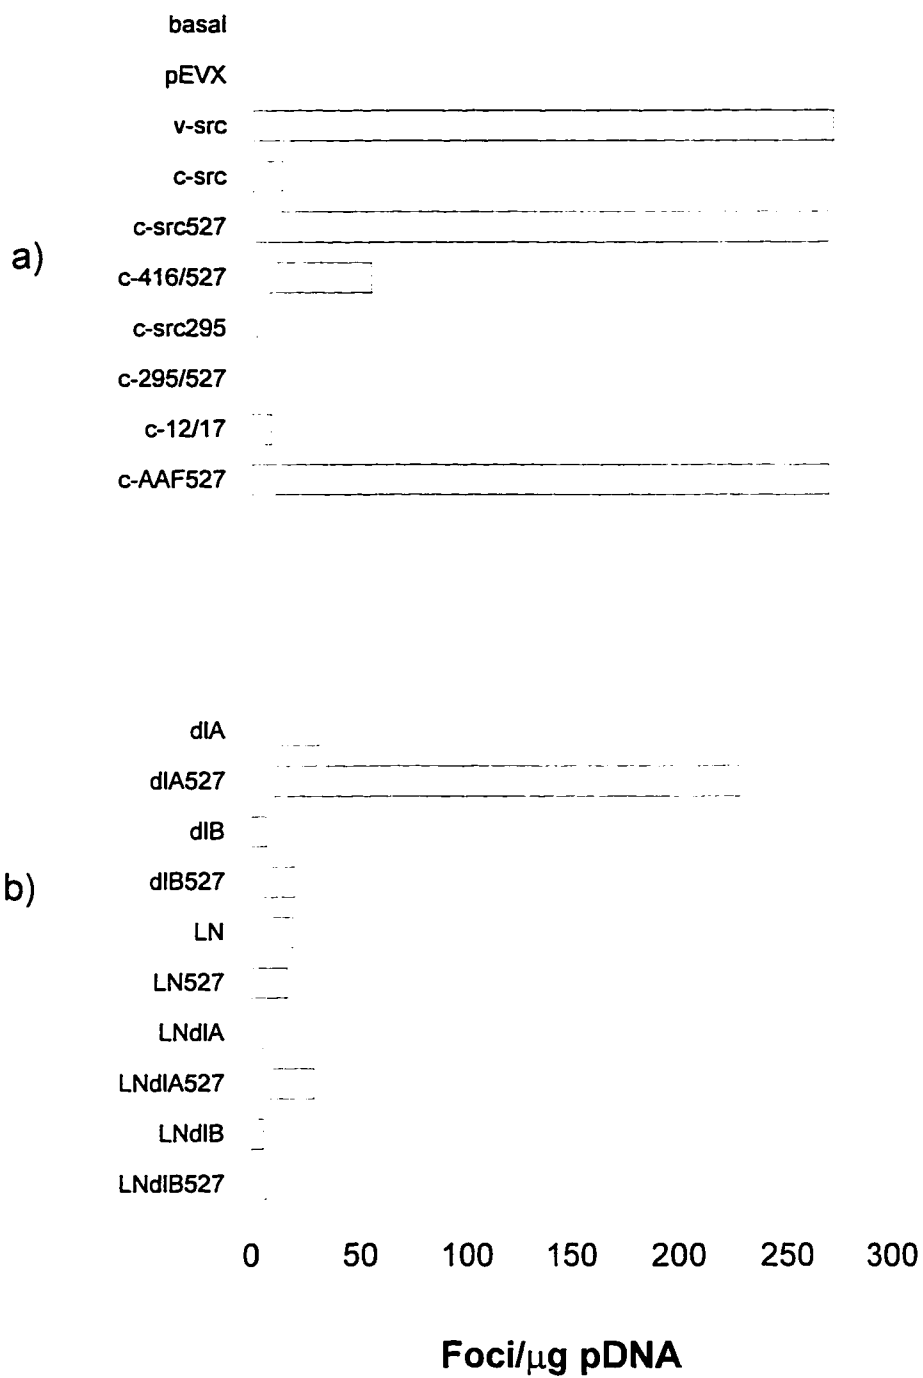 basal
pEVX
v-src
c-src
c-src527
a)
c-416/527
c-src295
c-295/527
c-12/17
c-AAF527
dlA
dlA527
dlB
b)
dlB527
LN
LN527
LNdlA
LNdlA527
LNdlB
LNdlB527
0 50 100 150 200 250 300
Foci/µg pDNA